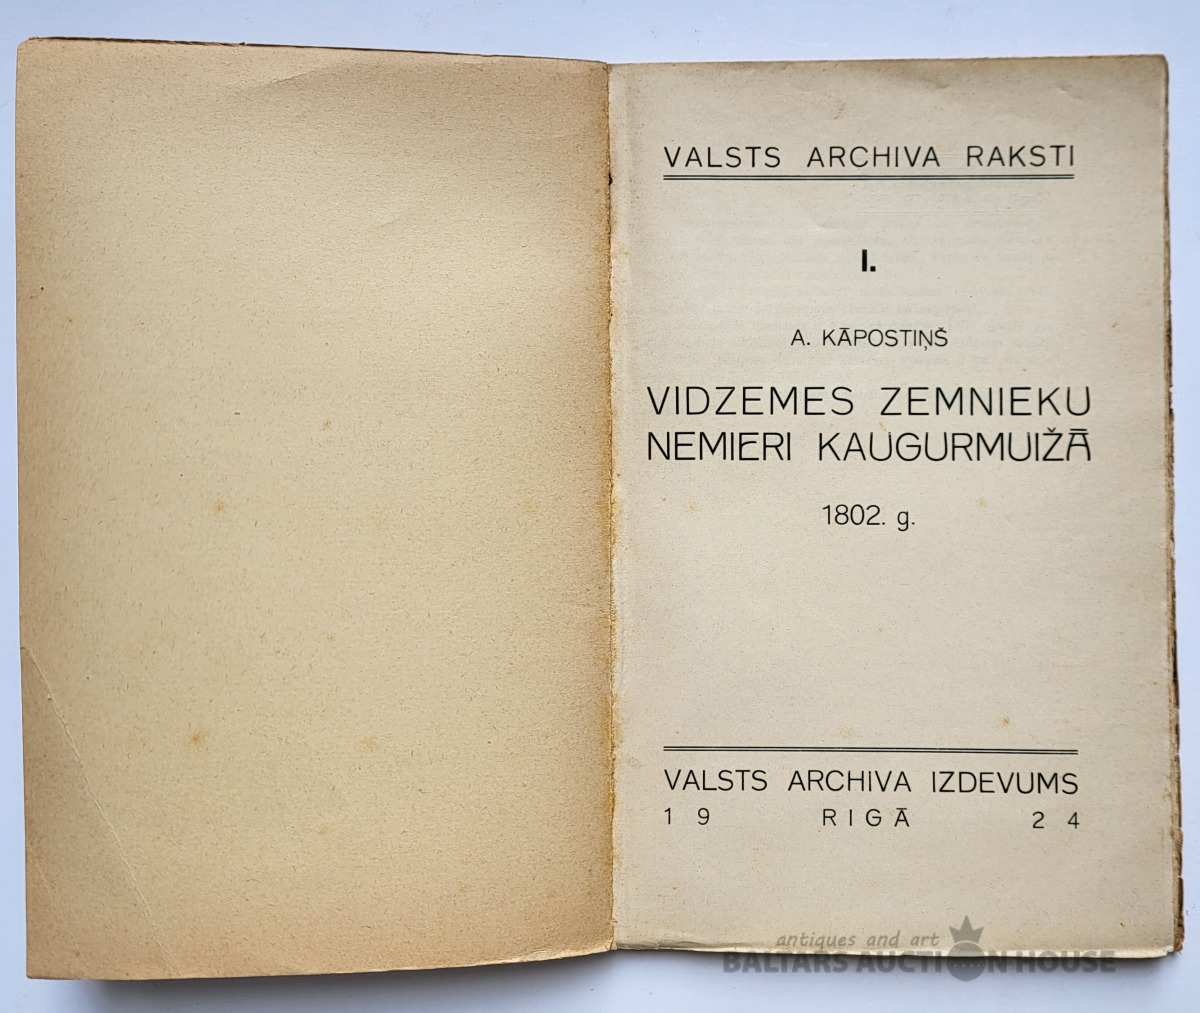 VALSTS ARCHIVA RAKSTI
I.
A. KĀPOSTIŅŠ
VIDZEMES ZEMNIEKU
NEMIERI KAUGURMUIŽĀ
1802. g.
VALSTS ARCHIVA IZDEVUMS
19 RIGĀ 24
antiques and art
BALTARS AUCTION HOUSE